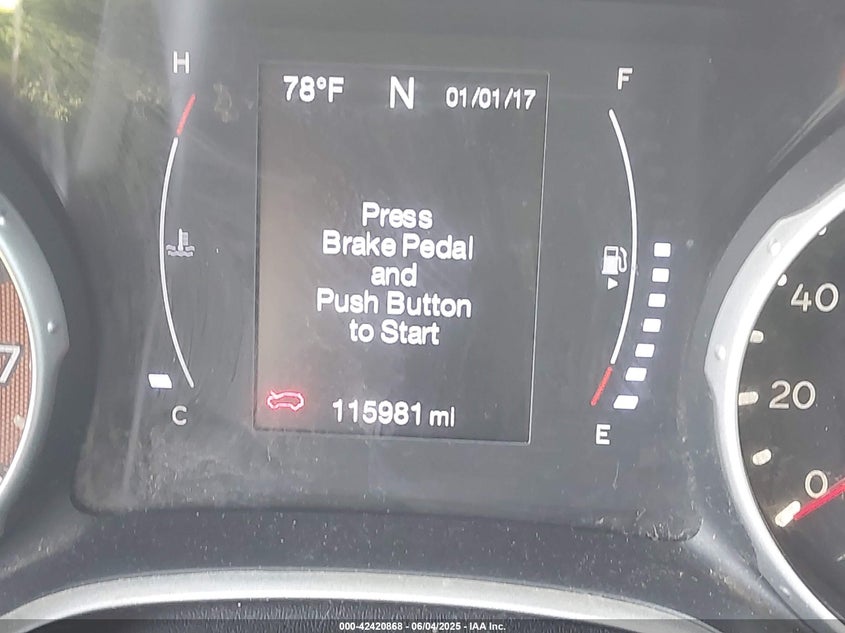 H
F
78°F N 01/01/17
Press
Brake Pedal
and
Push Button
to Start
115981 mi
C
E
7
40
20
0
000-42420868 - 06/04/2025 - IAA Inc.